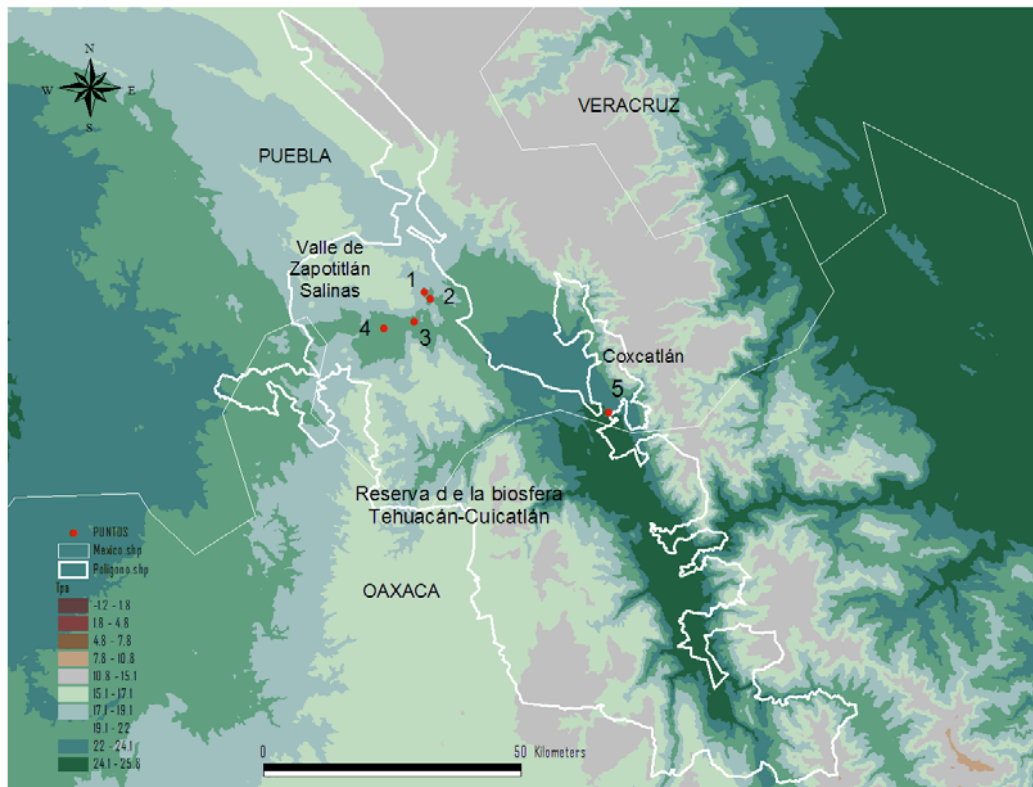 N
W E
S
VERACRUZ
PUEBLA
Valle de
Zapotitlán
Salinas
1
2
3
4
Coxcatlán
5
Reserva d e la biosfera
Tehuacán-Cuicatlán
OAXACA
PUNTOS
Mexico.shp
Poligono.shp
Tpa
-1.2 - 1.8
1.8 - 4.8
4.8 - 7.8
7.8 - 10.8
10.8 - 15.1
15.1 - 17.1
17.1 - 19.1
19.1 - 22
22 - 24.1
24.1 - 25.8
0 50 Kilometers